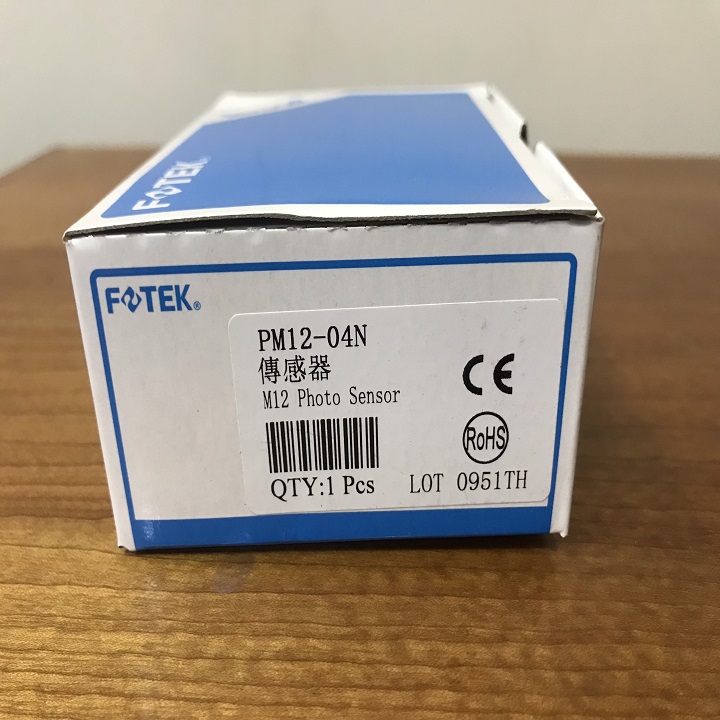 FOTEK®
FOTEK®
PM12-04N
傳感器
M12 Photo Sensor
CE
RoHS
QTY:1 Pcs
LOT 0951TH